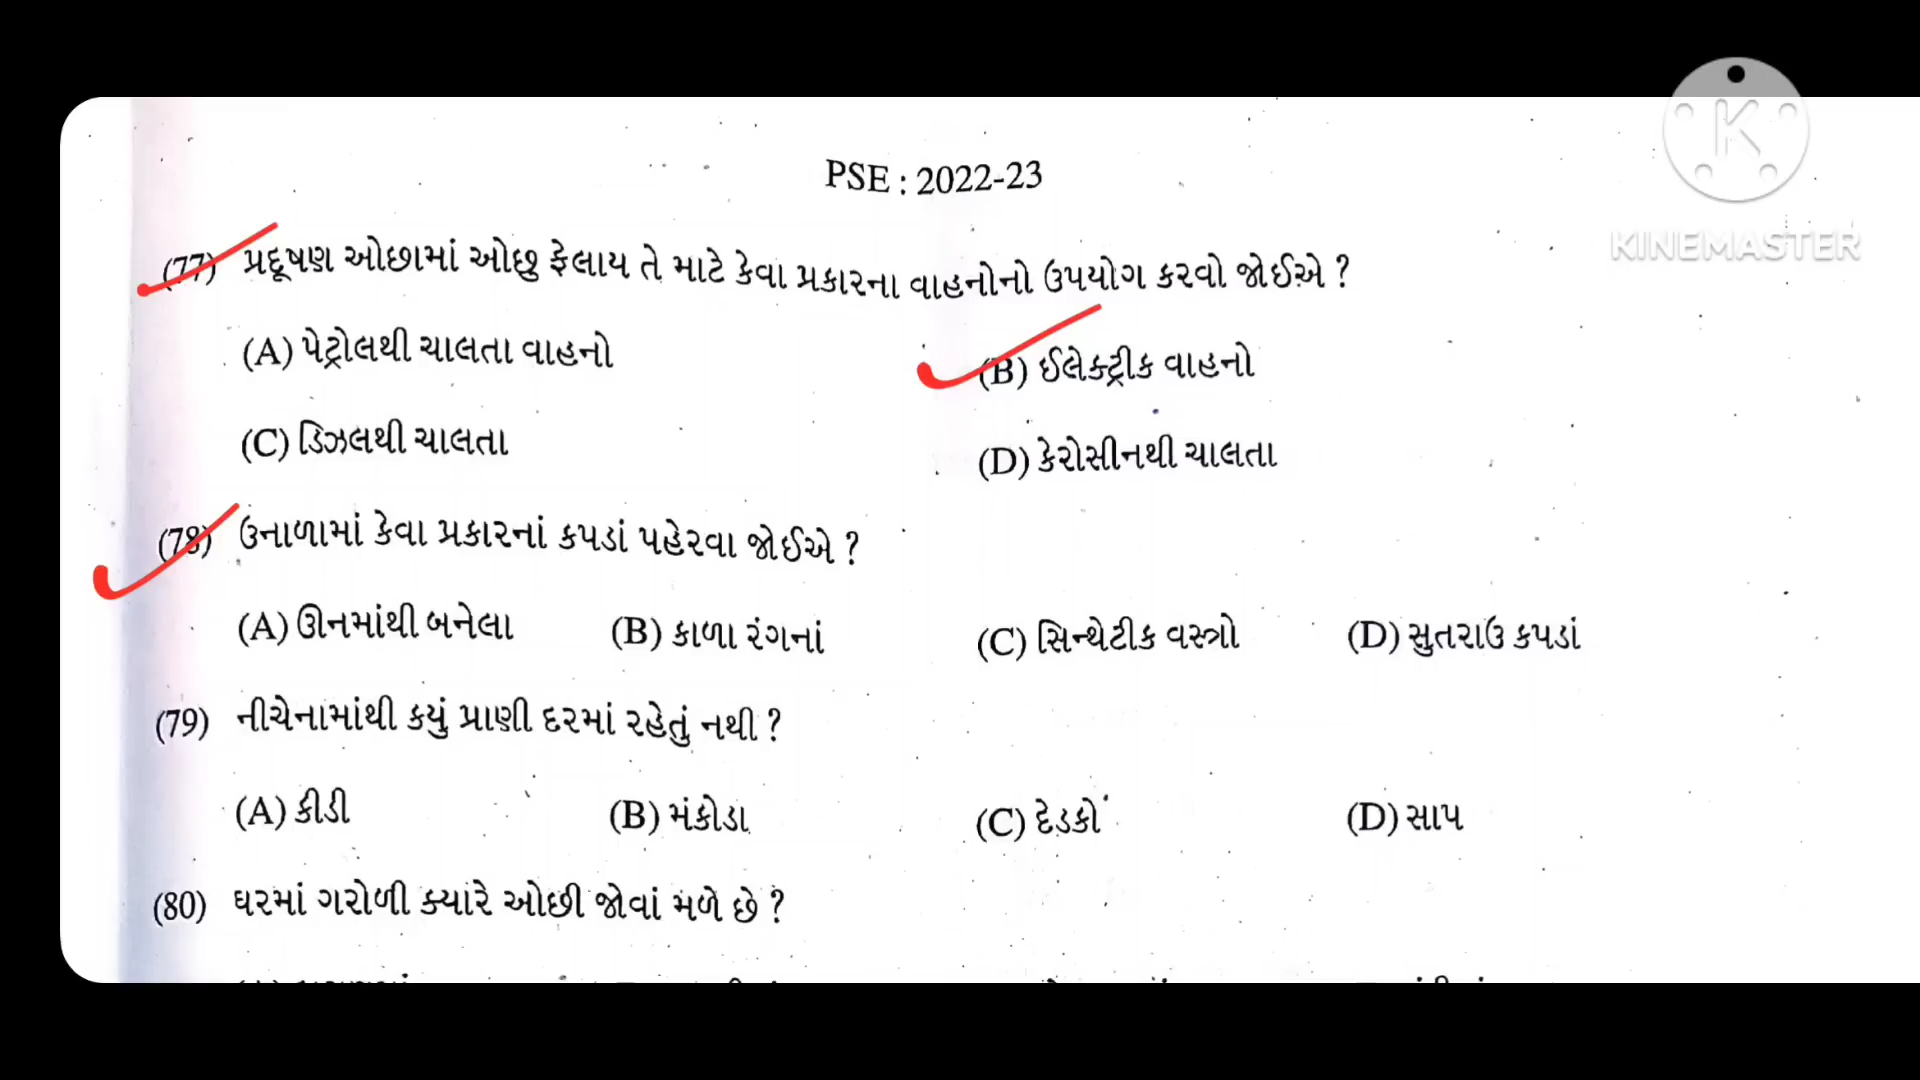 PSE : 2022-23
KINEMASTER
(77) પ્રદૂષણ ઓછામાં ઓછુ ફેલાય તે માટે કેવા પ્રકારના વાહનોનો ઉપયોગ કરવો જોઈએ ?
(A) પેટ્રોલથી ચાલતા વાહનો (B) ઈલેક્ટ્રીક વાહનો
(C) ડિઝલથી ચાલતા (D) કેરોસીનથી ચાલતા
(78) ઉનાળામાં કેવા પ્રકારનાં કપડાં પહેરવા જોઈએ ?
(A) ઊનમાંથી બનેલા (B) કાળા રંગનાં (C) સિન્થેટીક વસ્ત્રો (D) સુતરાઉ કપડાં
(79) નીચેનામાંથી કયું પ્રાણી દરમાં રહેતું નથી ?
(A) કીડી (B) મંકોડા (C) દેડકો (D) સાપ
(80) ઘરમાં ગરોળી ક્યારે ઓછી જોવાં મળે છે ?